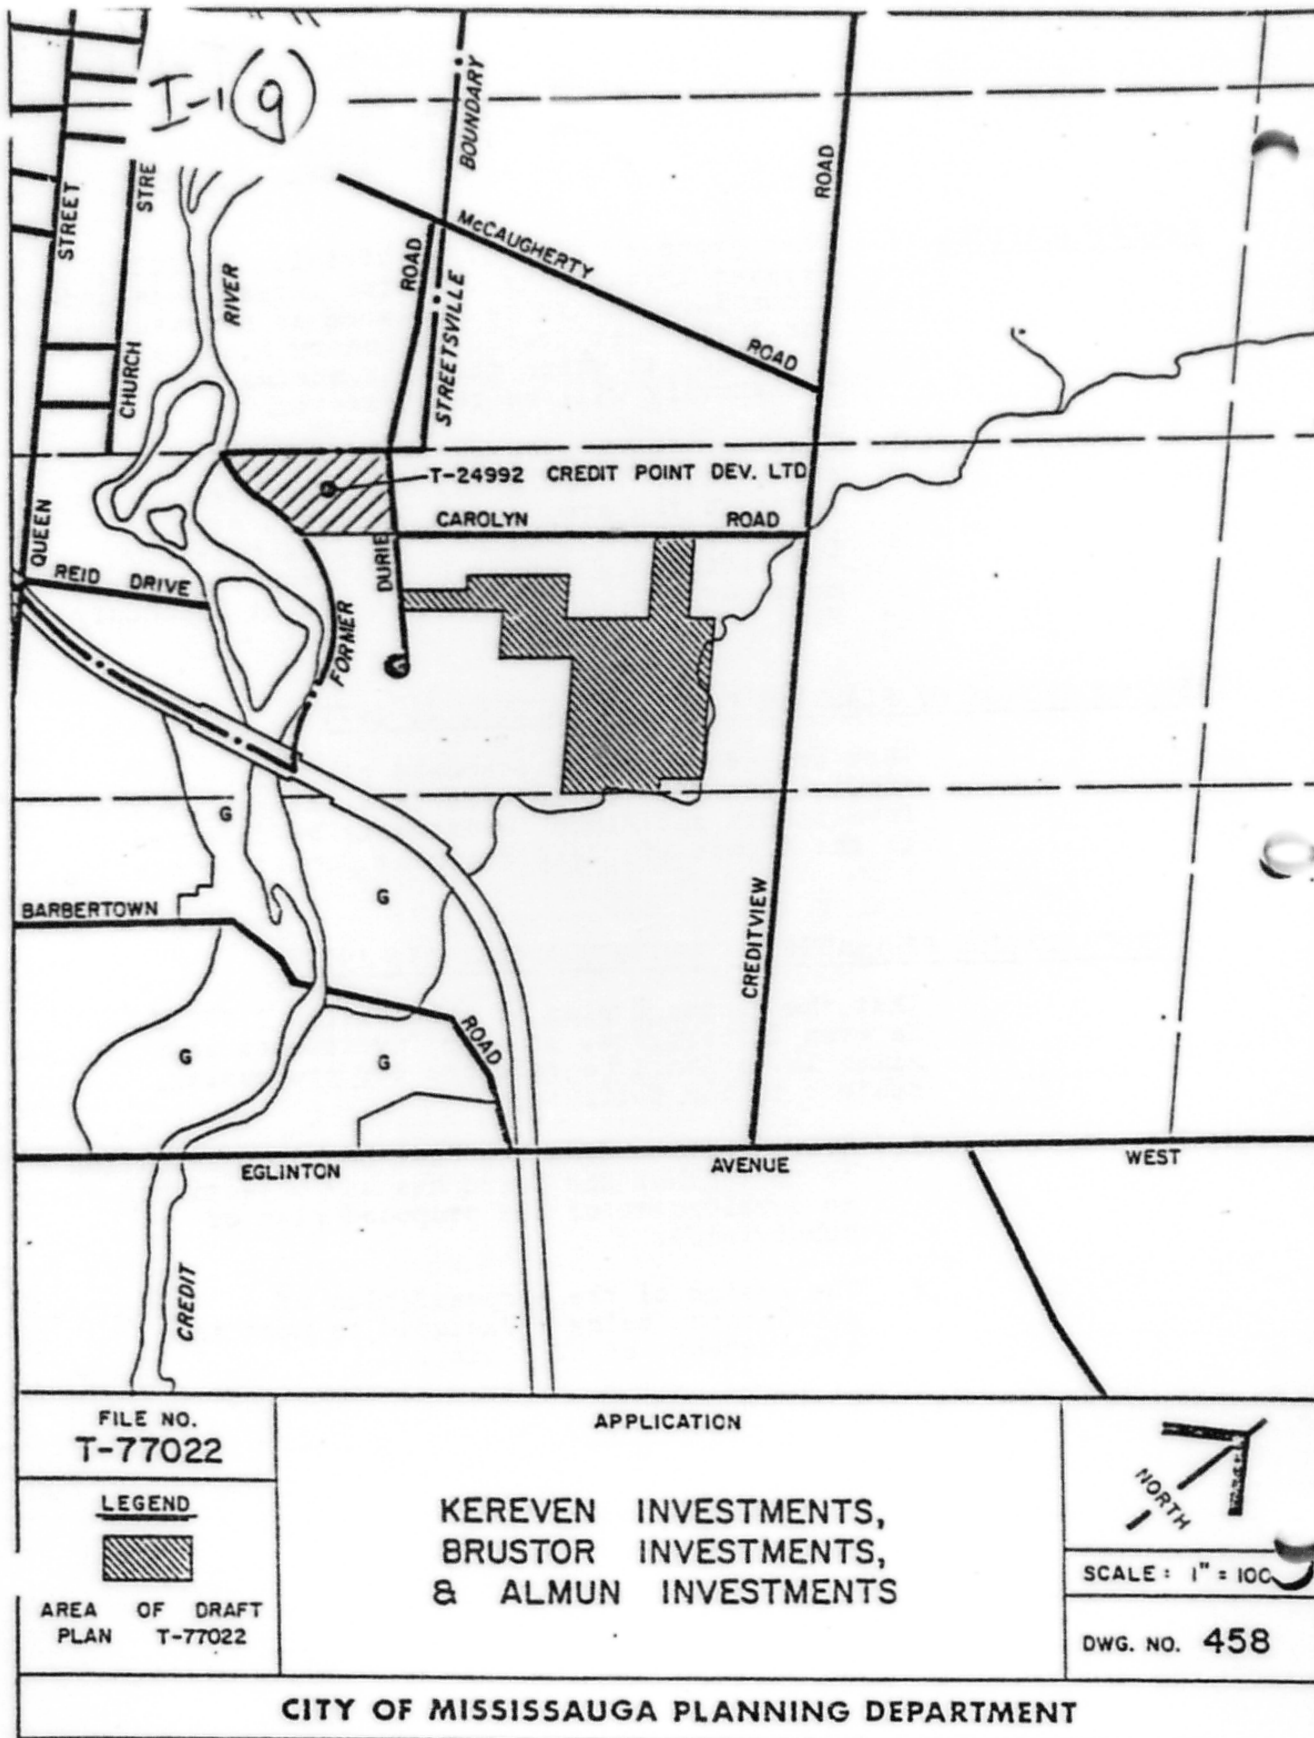 I-1(9)
BOUNDARY
STREET
STRE
ROAD
McCAUGHERTY
ROAD
RIVER
ROAD
STREETSVILLE
CHURCH
T-24992 CREDIT POINT DEV. LTD
CAROLYN ROAD
QUEEN
REID DRIVE
DURIE
FORMER
G
G
BARBERTOWN
CREDITVIEW
ROAD
G
G
EGLINTON AVENUE WEST
CREDIT
FILE NO.
T-77022
LEGEND
AREA OF DRAFT
PLAN T-77022
APPLICATION
KEREVEN INVESTMENTS,
BRUSTOR INVESTMENTS,
& ALMUN INVESTMENTS
NORTH
SCALE: 1" = 100
DWG. NO. 458
CITY OF MISSISSAUGA PLANNING DEPARTMENT